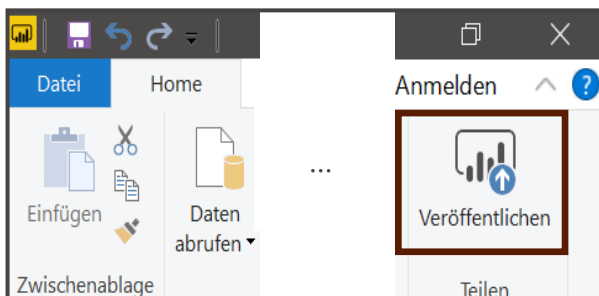 Datei Home
Anmelden
Einfügen
Daten
abrufen
...
Veröffentlichen
Zwischenablage
Teilen